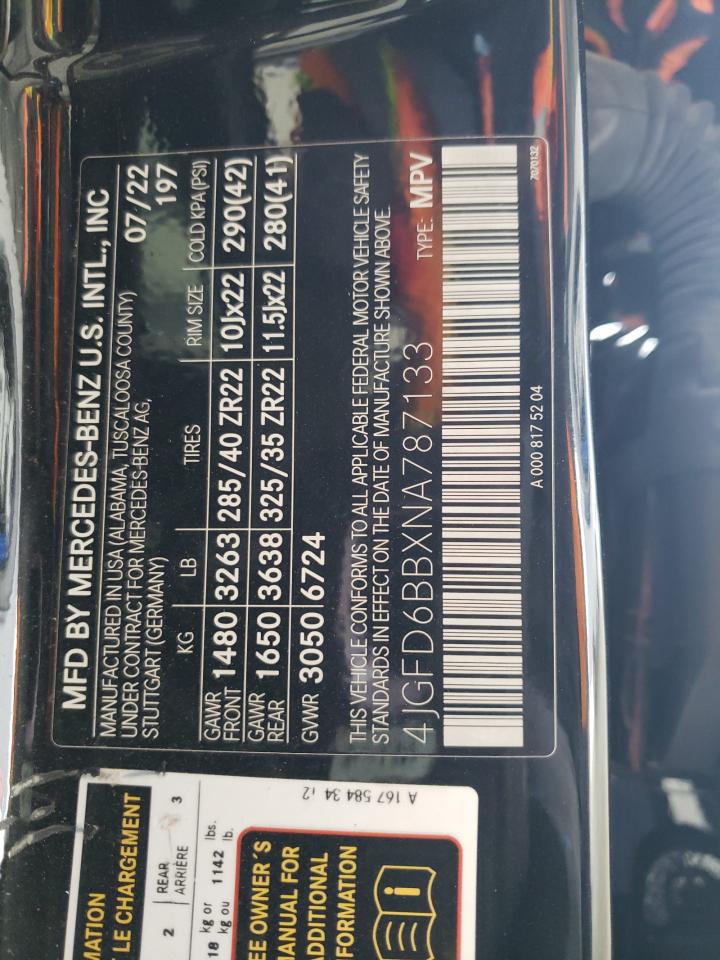 MFD BY MERCEDES-BENZ U.S. INTL., INC
MANUFACTURED IN USA (ALABAMA, TUSCALOOSA COUNTY) 07/22
UNDER CONTRACT FOR MERCEDES-BENZ AG, 197
STUTTGART (GERMANY)
KG LB TIRES RIM SIZE COLD KPA(PSI)
GAWR FRONT 1480 3263 285/40 ZR22 10Jx22 290(42)
GAWR REAR 1650 3638 325/35 ZR22 11.5Jx22 280(41)
GVWR 3050 6724
THIS VEHICLE CONFORMS TO ALL APPLICABLE FEDERAL MOTOR VEHICLE SAFETY
STANDARDS IN EFFECT ON THE DATE OF MANUFACTURE SHOWN ABOVE.
4JGFD6BBXNA787133 TYPE: MPV
A 000 817 52 04 7070132
LE CHARGEMENT
2 REAR 3
ARRIÈRE
18 kg or 1142 lbs.
kg ou lb.
OWNER´S
MANUAL FOR
ADDITIONAL
A 167 584 34 12